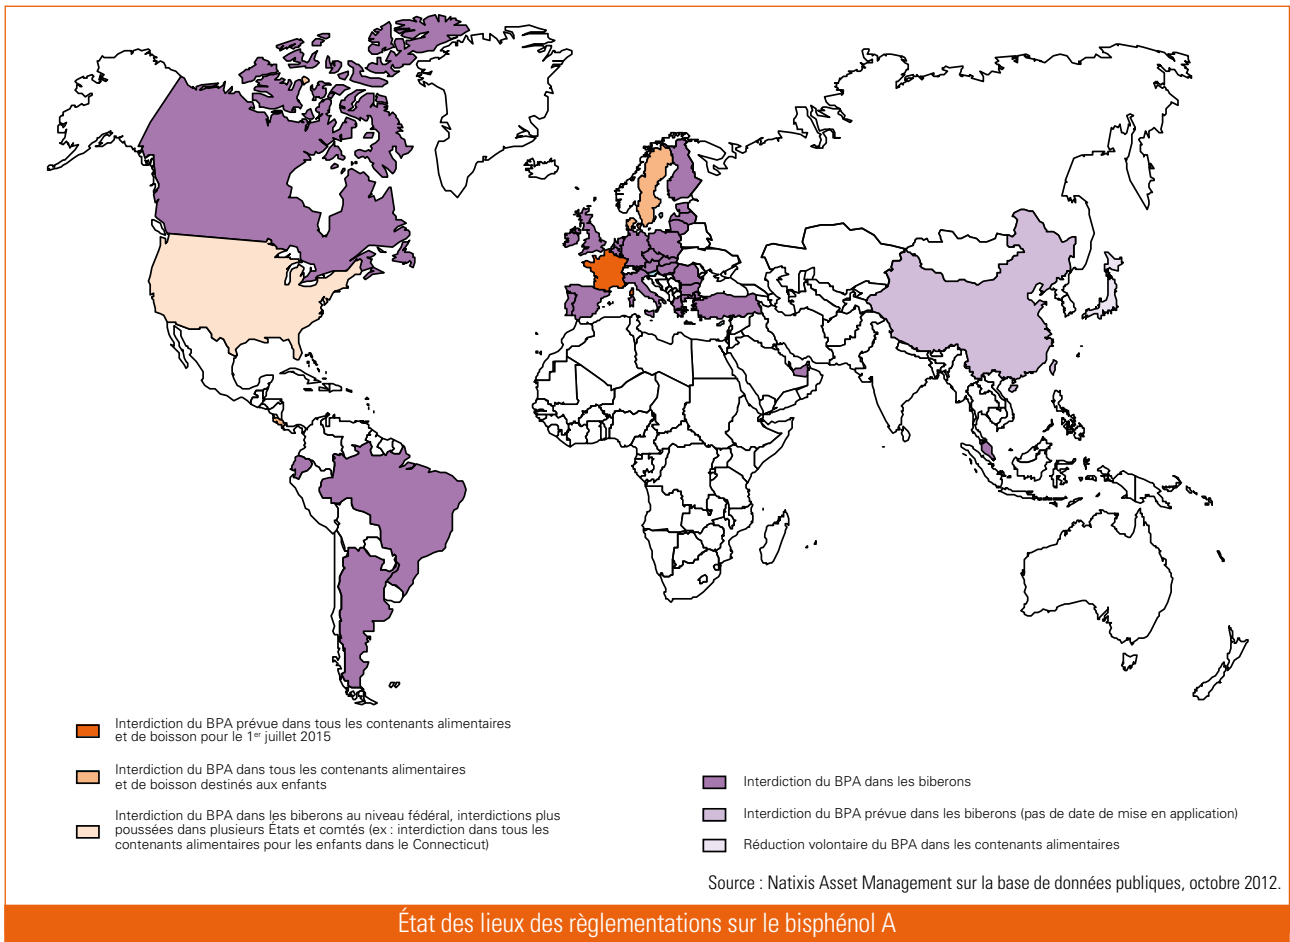 Interdiction du BPA prévue dans tous les contenants alimentaires
et de boisson pour le 1er juillet 2015
Interdiction du BPA dans tous les contenants alimentaires
et de boisson destinés aux enfants
Interdiction du BPA dans les biberons au niveau fédéral, interdictions plus
poussées dans plusieurs États et comtés (ex : interdiction dans tous les
contenants alimentaires pour les enfants dans le Connecticut)
Interdiction du BPA dans les biberons
Interdiction du BPA prévue dans les biberons (pas de date de mise en application)
Réduction volontaire du BPA dans les contenants alimentaires
Source : Natixis Asset Management sur la base de données publiques, octobre 2012.
État des lieux des règlementations sur le bisphénol A